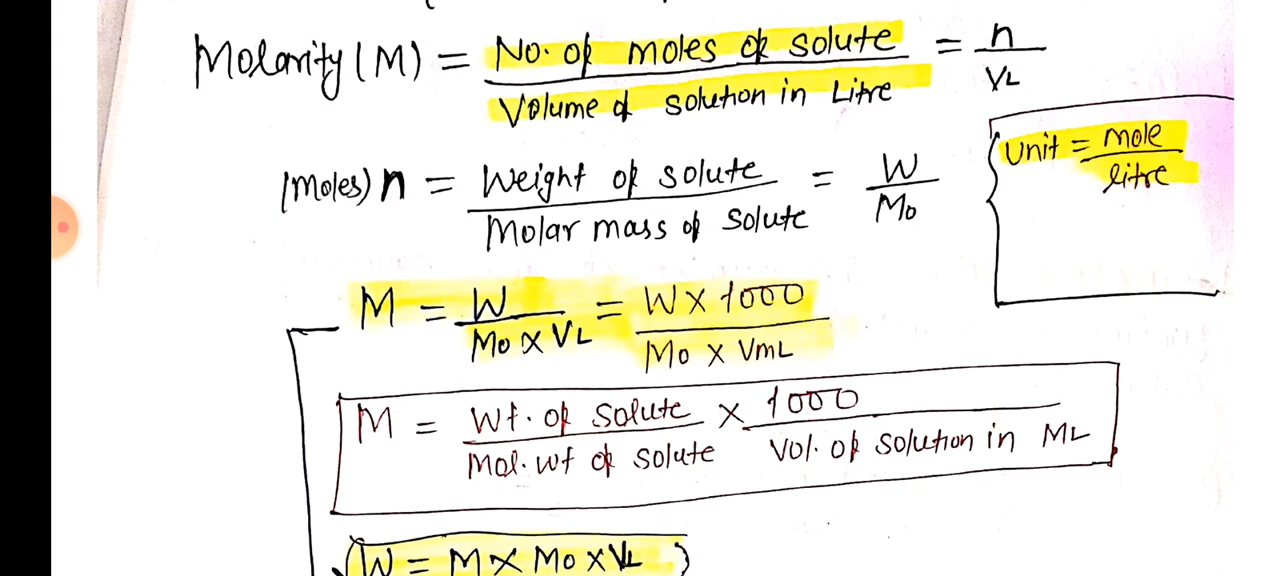 Molarity (M) = No. of moles of solute / Volume of solution in Litre = n / VL
Unit = mole / litre
(moles) n = Weight of solute / Molar mass of solute = W / Mo
M = W / Mo × VL = W × 1000 / Mo × VmL
M = Wt. of solute / Mol. wt of solute × 1000 / Vol. of solution in ML
W = M × Mo × VL